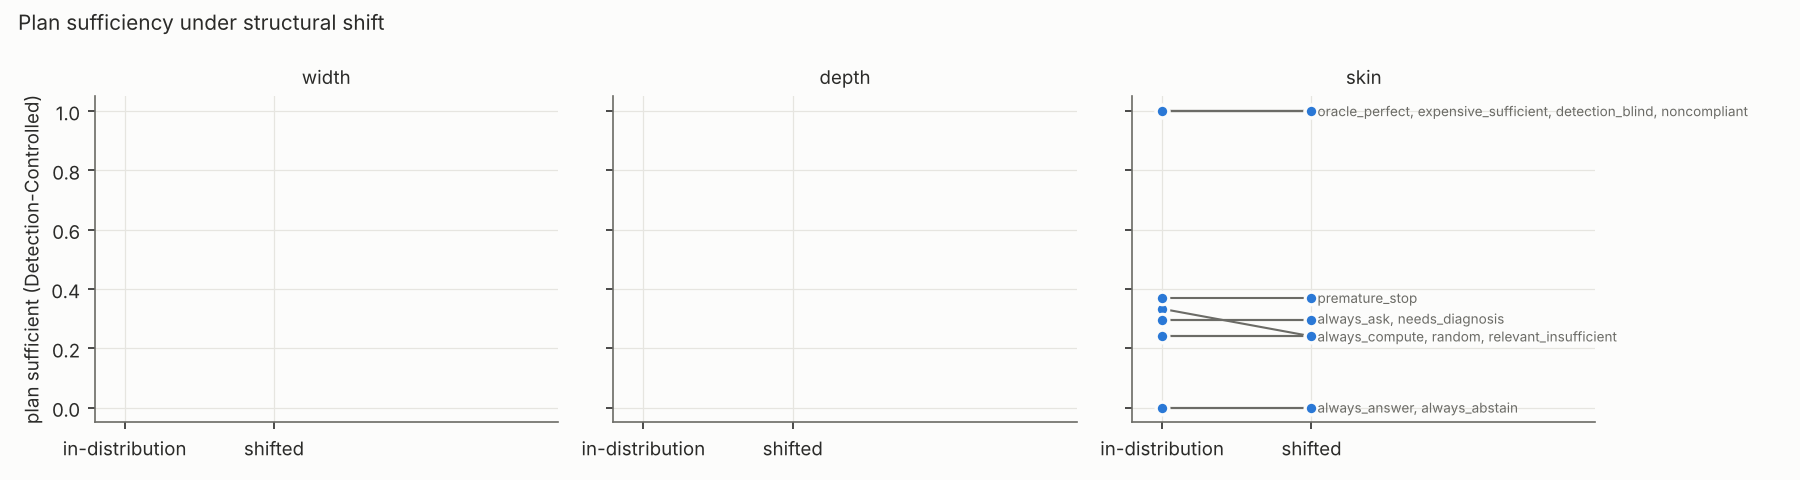 Plan sufficiency under structural shift
width
depth
skin
plan sufficient (Detection-Controlled)
1.0
0.8
0.6
0.4
0.2
0.0
oracle_perfect, expensive_sufficient, detection_blind, noncompliant
premature_stop
always_ask, needs_diagnosis
always_compute, random, relevant_insufficient
always_answer, always_abstain
in-distribution
shifted
in-distribution
shifted
in-distribution
shifted